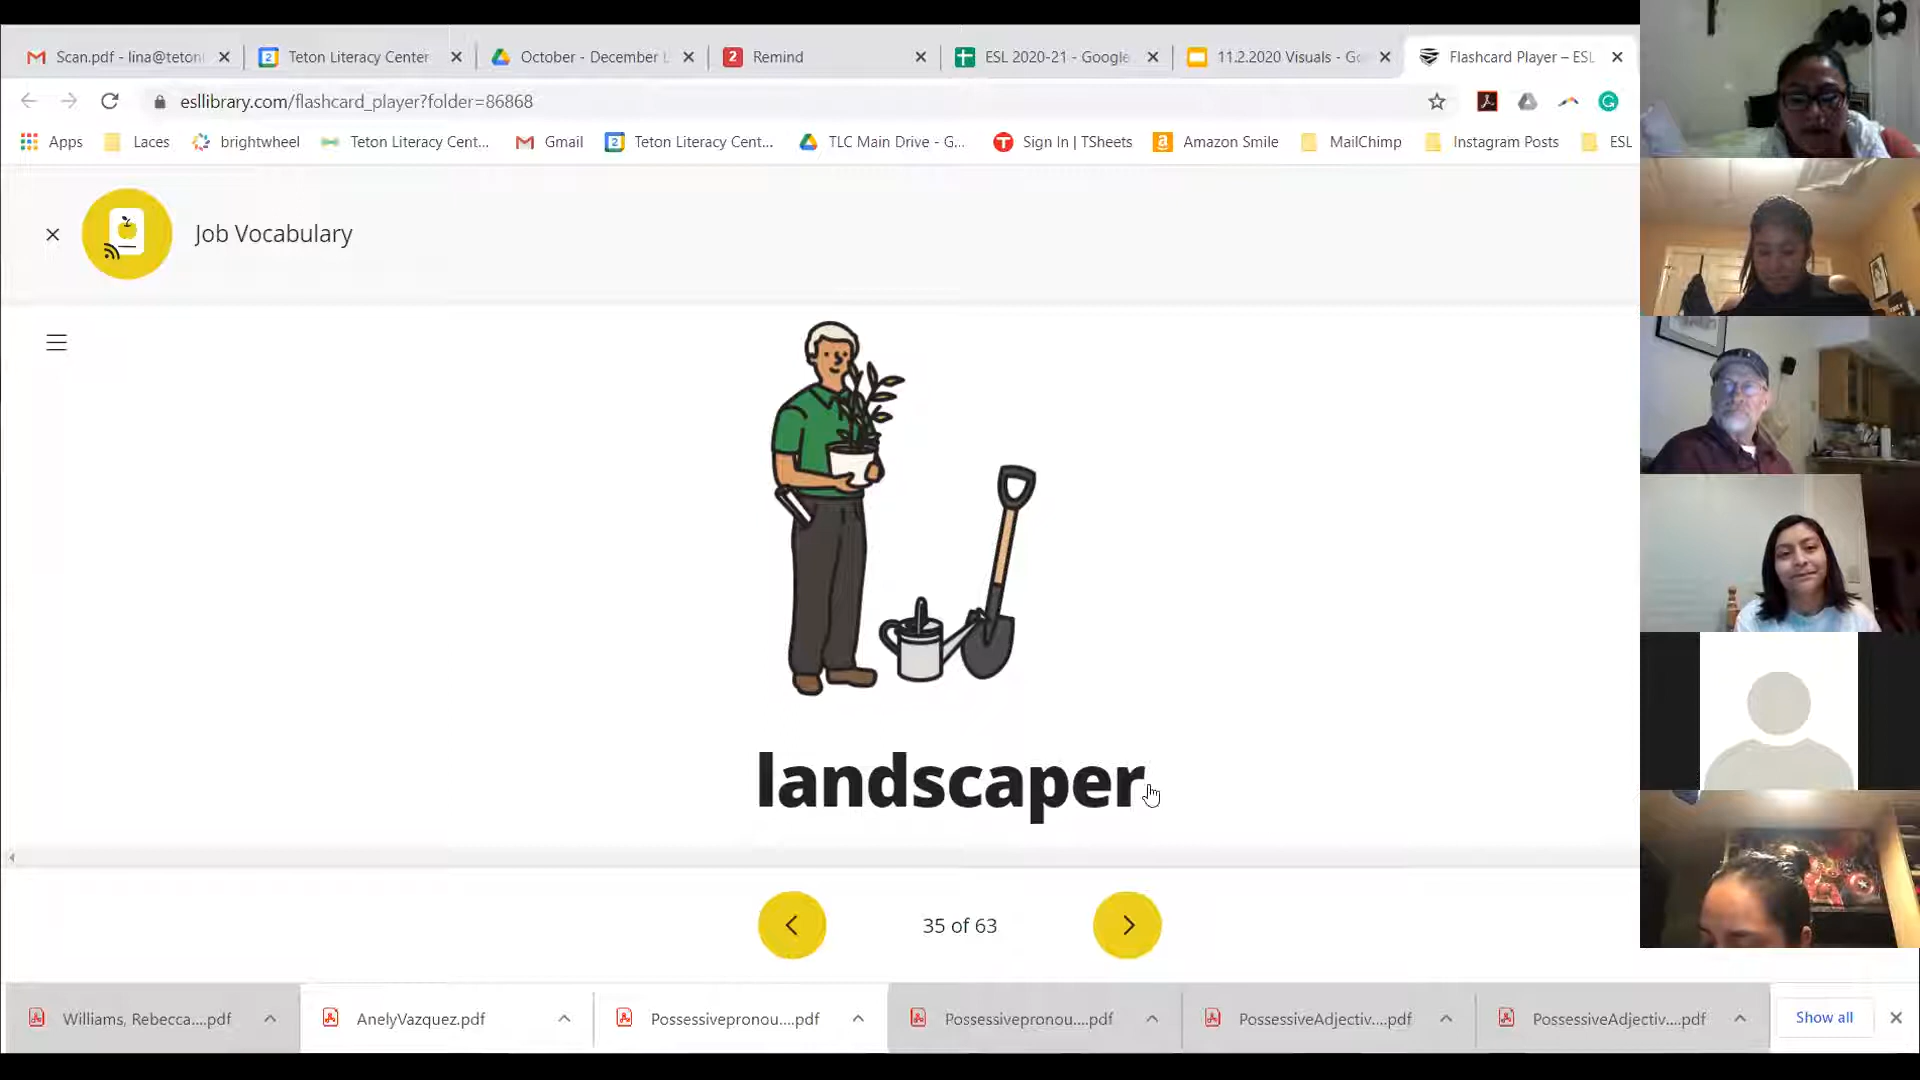 Scan.pdf - lina@teton
Teton Literacy Center
October - December L
Remind
ESL 2020-21 - Google
11.2.2020 Visuals - Go
Flashcard Player – ESL
esllibrary.com/flashcard_player?folder=86868
Apps
Laces
brightwheel
Teton Literacy Cent...
Gmail
Teton Literacy Cent...
TLC Main Drive - G...
Sign In | TSheets
Amazon Smile
MailChimp
Instagram Posts
ESL
Job Vocabulary
landscaper
35 of 63
Williams, Rebecca....pdf
AnelyVazquez.pdf
Possessivepronou....pdf
Possessivepronou....pdf
PossessiveAdjectiv....pdf
PossessiveAdjectiv....pdf
Show all